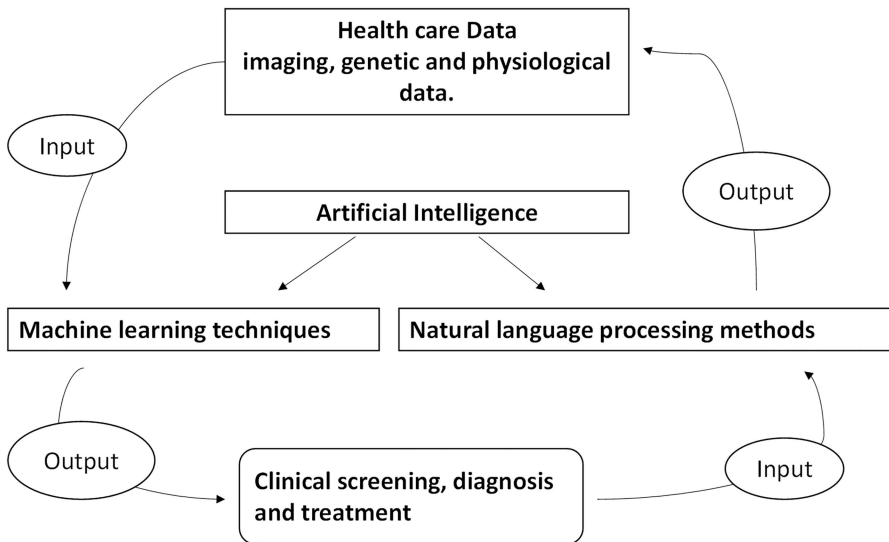 Health care Data
imaging, genetic and physiological
data.
Input
Output
Artificial Intelligence
Machine learning techniques
Natural language processing methods
Output
Clinical screening, diagnosis
and treatment
Input